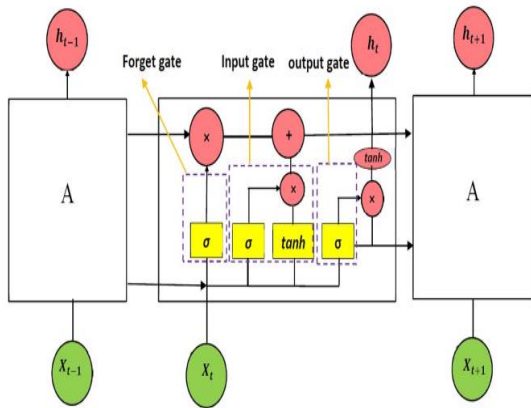 h_{t-1}
h_t
h_{t+1}
Forget gate
Input gate
output gate
×
+
tanh
×
×
A
A
σ
σ
tanh
σ
X_{t-1}
X_t
X_{t+1}